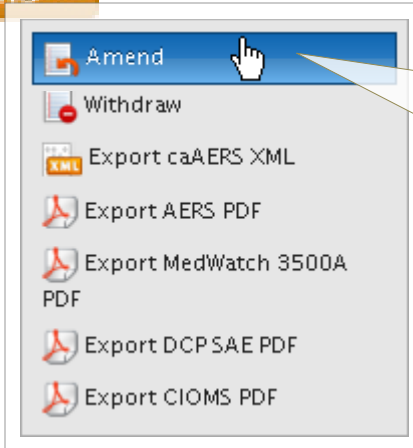 Amend
Withdraw
XML Export caAERS XML
Export AERS PDF
Export MedWatch 3500A
PDF
Export DCP SAE PDF
Export CIOMS PDF